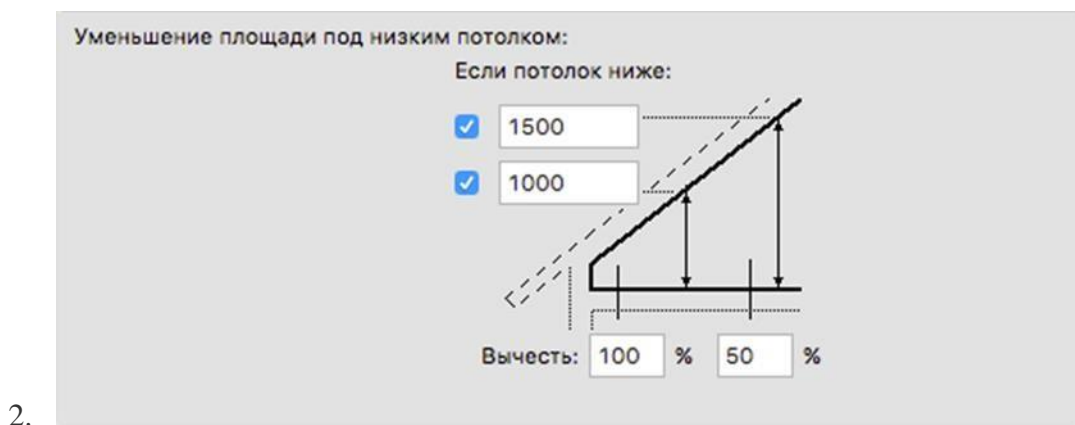 Уменьшение площади под низким потолком:
Если потолок ниже:
1500
1000
Вычесть: 100 % 50 %
2.